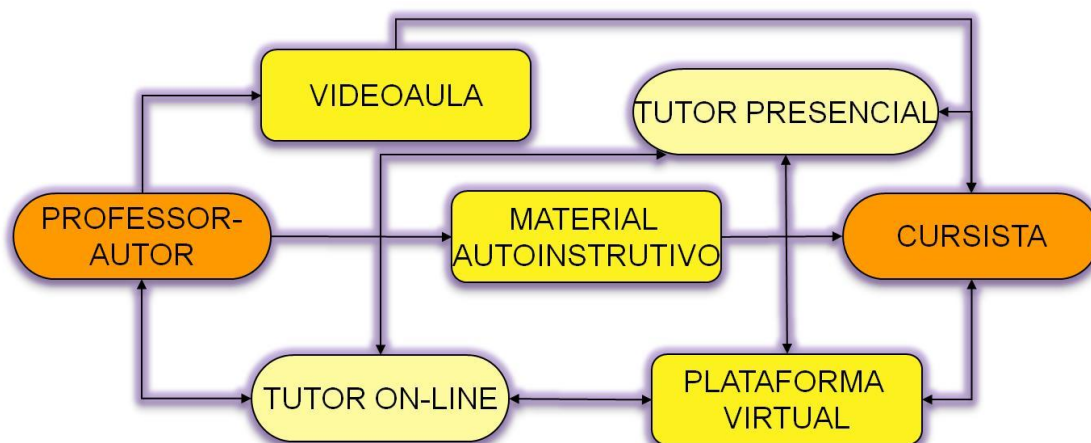 VIDEOAULA
TUTOR PRESENCIAL
PROFESSOR-
AUTOR
MATERIAL
AUTOINSTRUTIVO
CURSISTA
TUTOR ON-LINE
PLATAFORMA
VIRTUAL